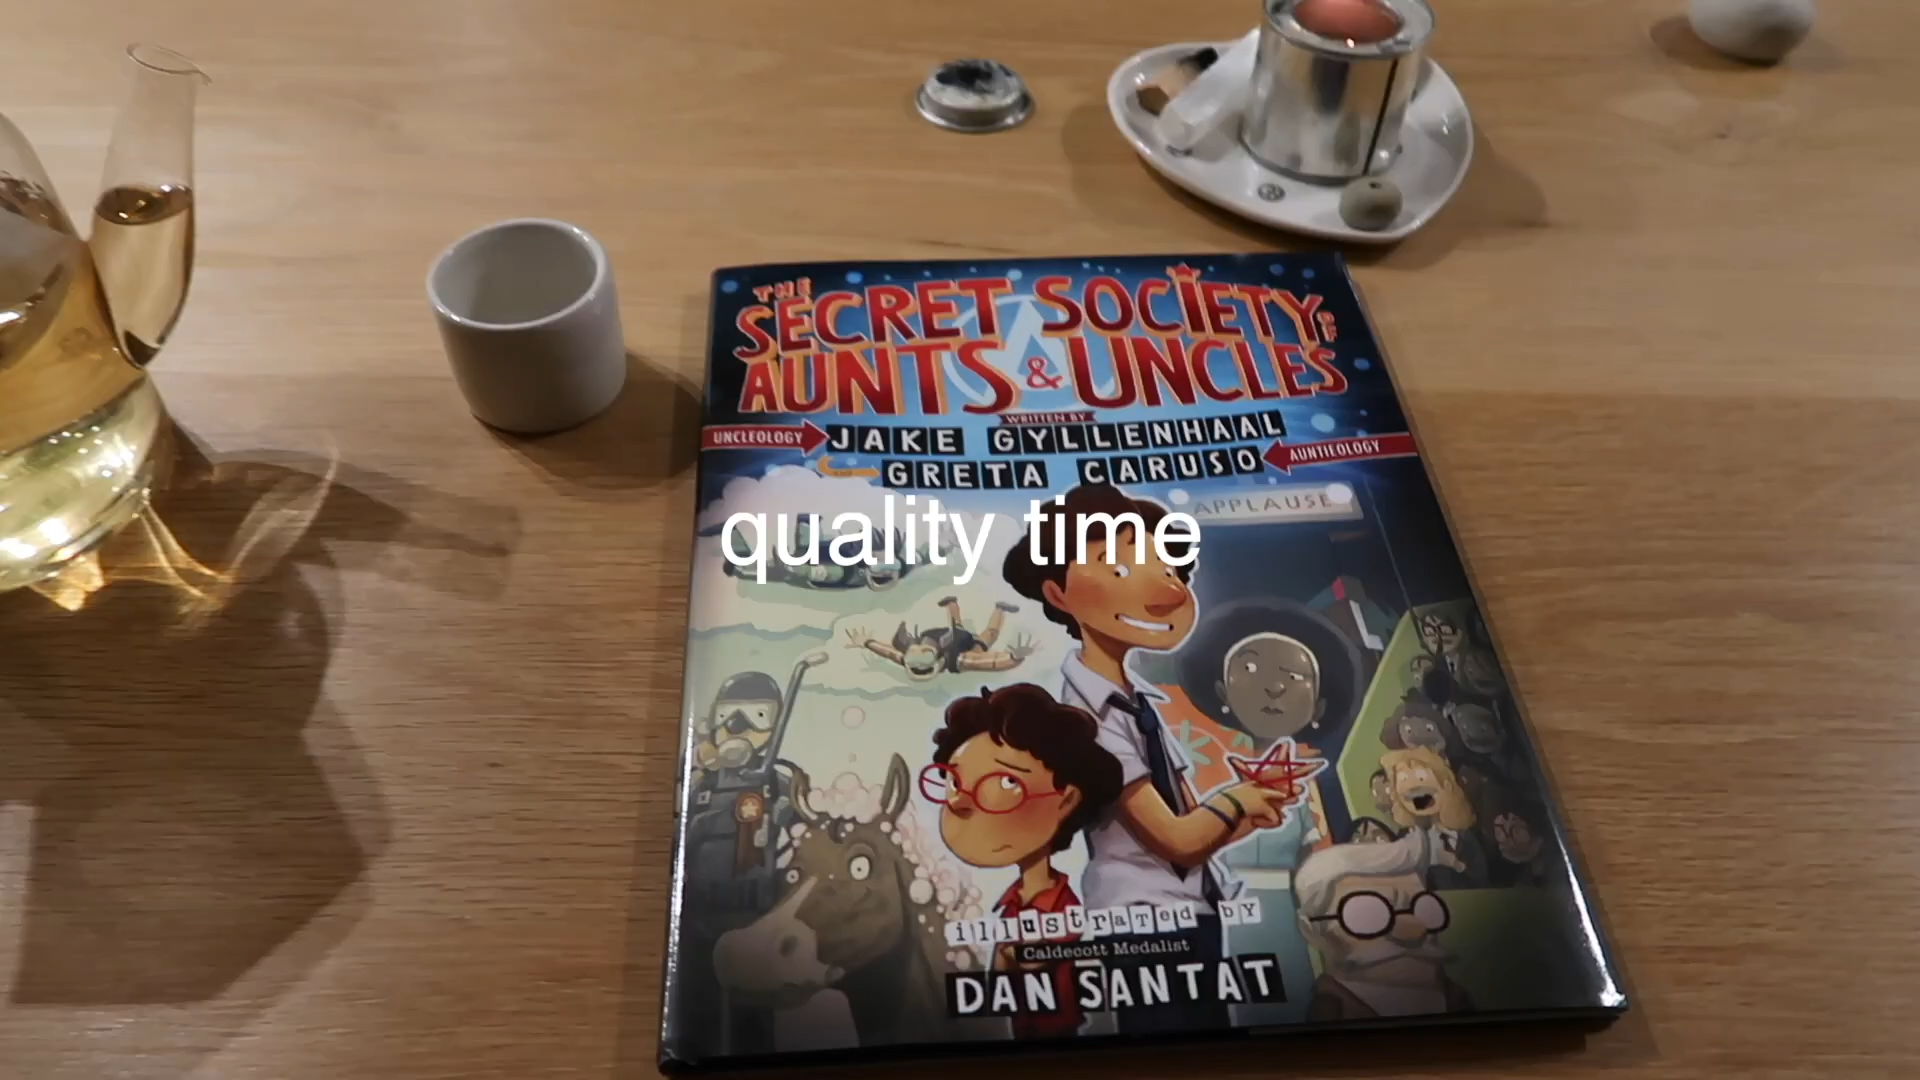 THE
SECRET SOCIETY OF
AUNTS & UNCLES
WRITTEN BY
UNCLEOLOGY
JAKE GYLLENHAAL
GRETA CARUSO
AUNTIEOLOGY
APPLAUSE
quality time
illustrated by
Caldecott Medalist
DAN SANTAT